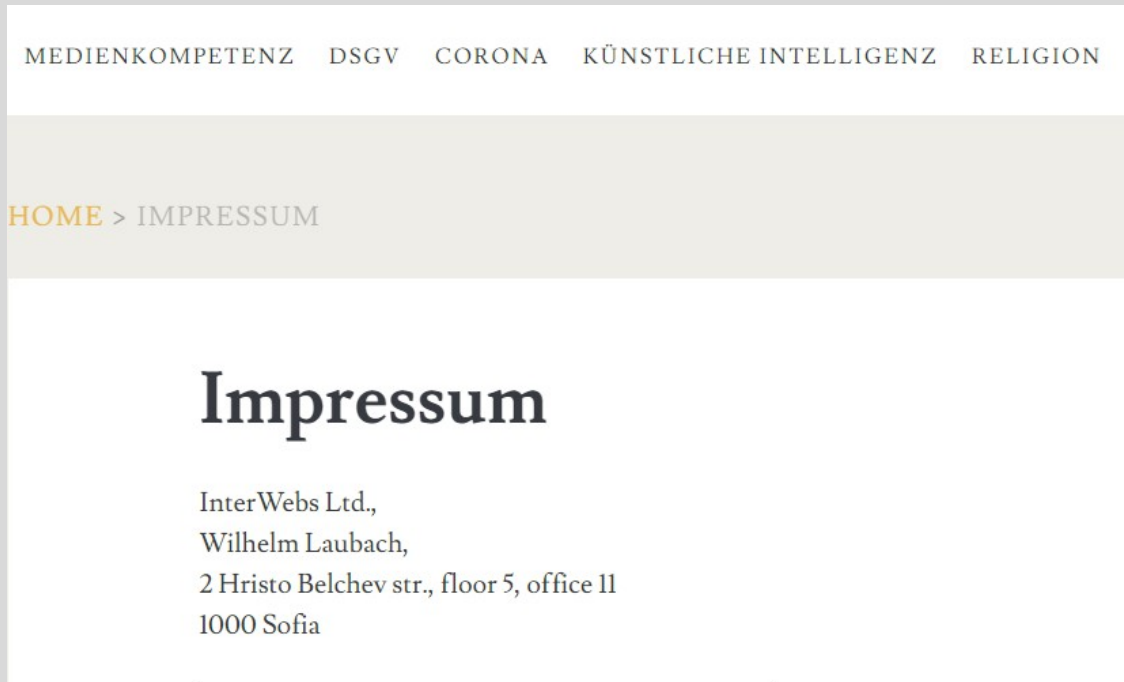 MEDIENKOMPETENZ DSGV CORONA KÜNSTLICHE INTELLIGENZ RELIGION
HOME > IMPRESSUM
Impressum
InterWebs Ltd.,
Wilhelm Laubach,
2 Hristo Belchev str., floor 5, office 11
1000 Sofia